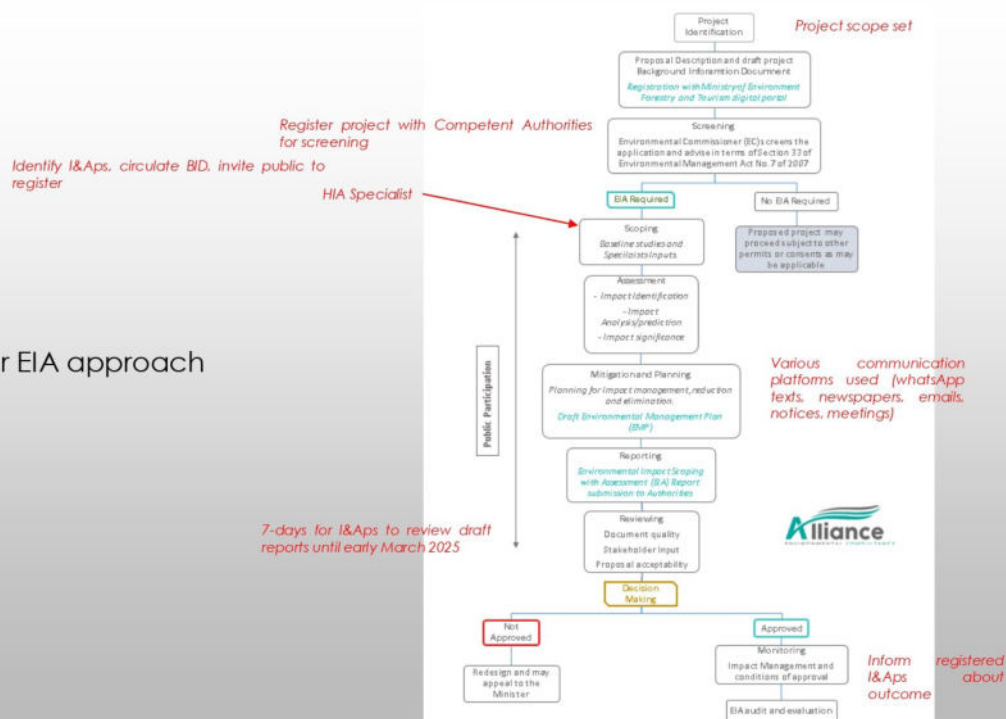 Project
Identification
Project scope set
Proposal Description and draft project
Background Inforamtion Document
Registration with Ministry of Environment
Forestry and Tourism digital portal
Register project with Competent Authorities
for screening
Screening
Environmental Commissioner (EC) screens the
application and advise in terms of Section 33 of
Environmental Management Act No. 7 of 2007
Identify I&Aps, circulate BID, invite public to
register
HIA Specialist
EIA Required
No EIA Required
Scoping
Baseline studies and
Specilaists Inputs
Proposed project may
proceed subject to other
permits or consents as may
be applicable
Assessment
- Impact Identification
- Impact
Analysis/prediction
- Impact significance
r EIA approach
Public Participation
Mitigation and Planning
Planning for Impact management, reduction
and elimination.
Draft Environmental Management Plan
(EMP)
Various communication
platforms used (whatsApp
texts, newspapers, emails,
notices, meetings)
Reporting
Environmental Impact Scoping
with Assessment (EIA) Report
submission to Authorities
7-days for I&Aps to review draft
reports until early March 2025
Reviewing
Document quality
Stakeholder Input
Proposal acceptability
Alliance
Decision
Making
Not
Approved
Approved
Redesign and may
appeal to the
Minister
Monitoring
Impact Management and
conditions of approval
Inform registered
I&Aps about
outcome
EIA audit and evaluation